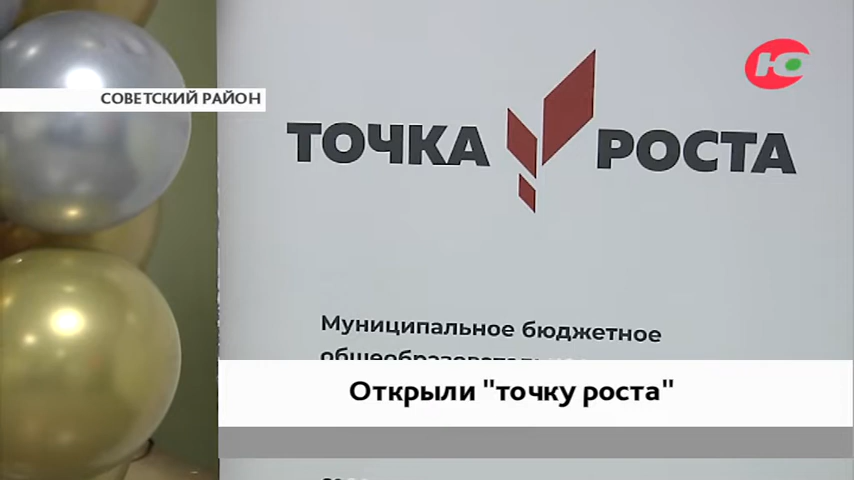 СОВЕТСКИЙ РАЙОН
Ю
ТОЧКА РОСТА
Муниципальное бюджетное
Открыли "точку роста"